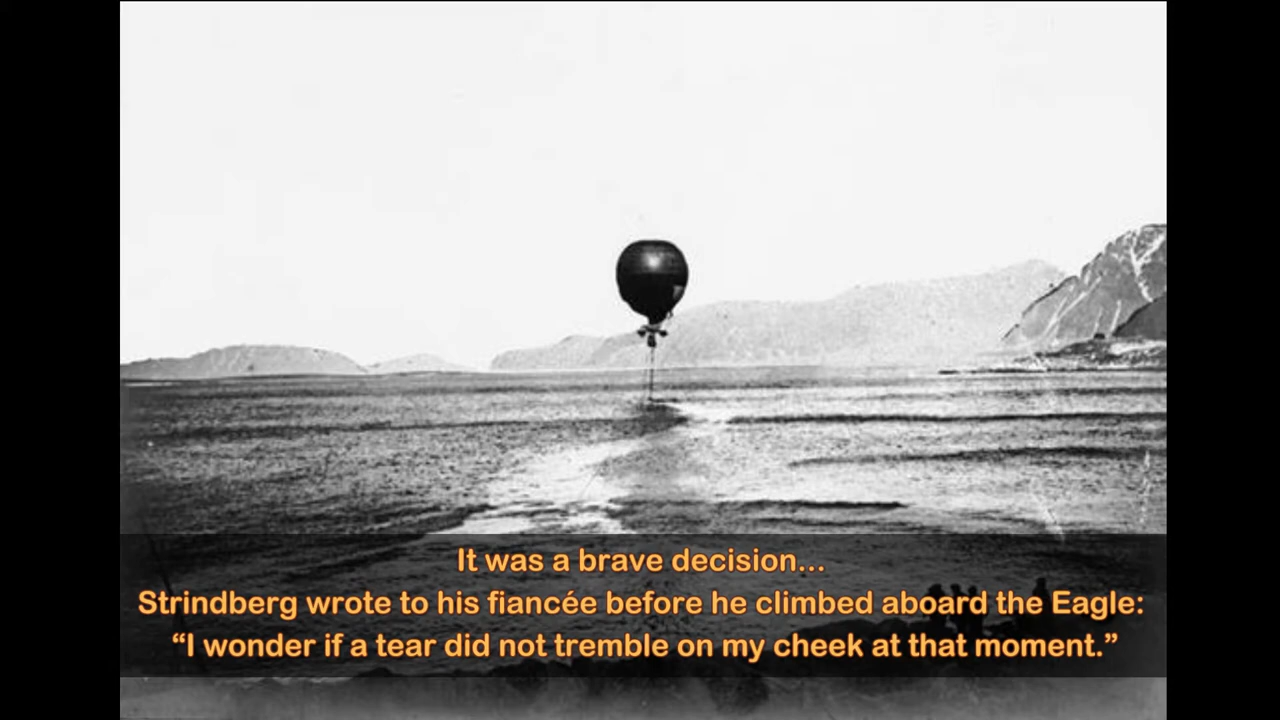 It was a brave decision...
Strindberg wrote to his fiancée before he climbed aboard the Eagle:
“I wonder if a tear did not tremble on my cheek at that moment.”